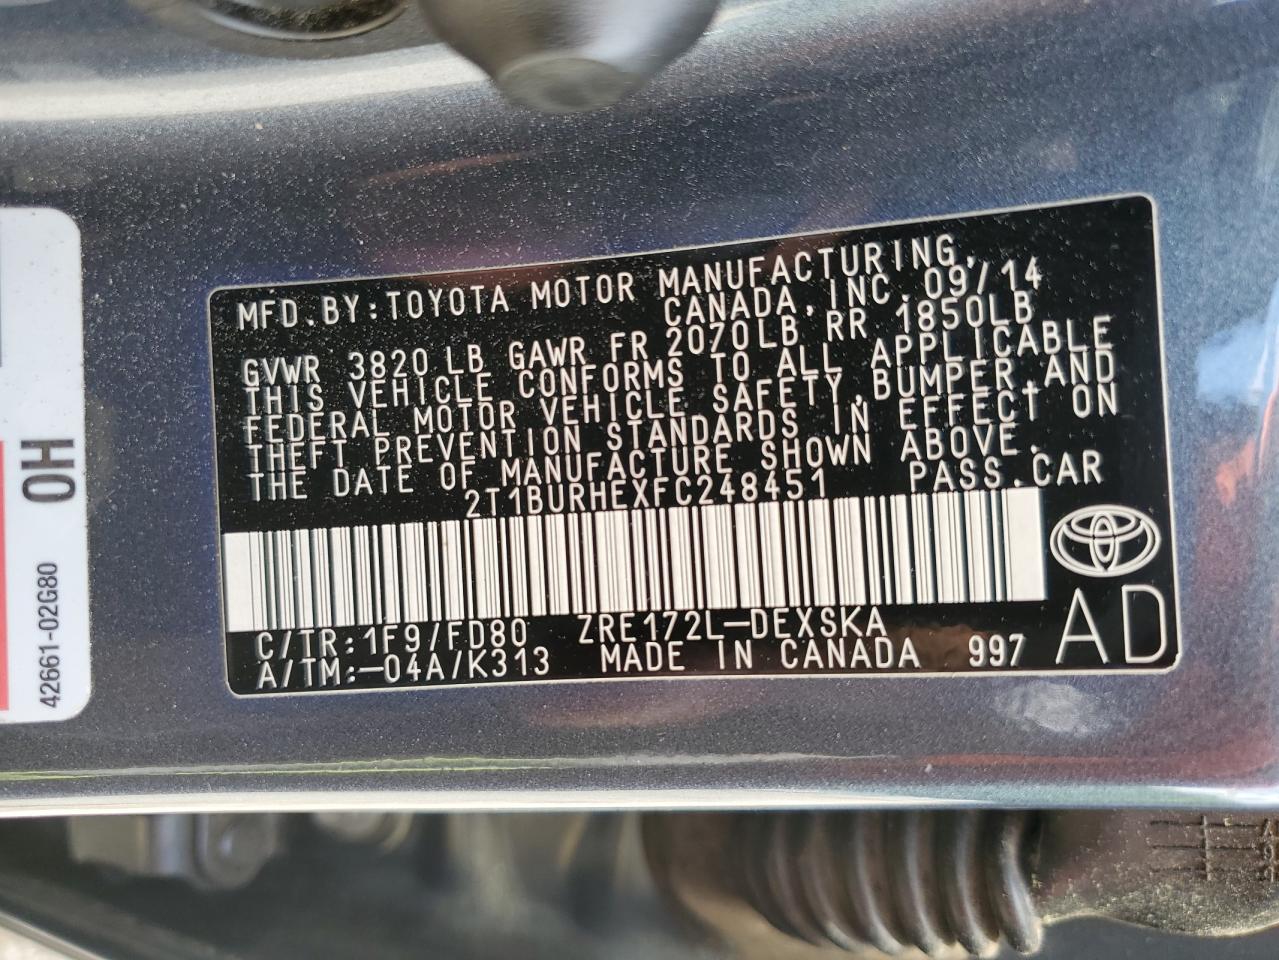 MFD.BY:TOYOTA MOTOR MANUFACTURING,
CANADA,INC.09/14
GVWR 3820LB GAWR FR 2070LB RR 1850LB
THIS VEHICLE CONFORMS TO ALL APPLICABLE
FEDERAL MOTOR VEHICLE SAFETY,BUMPER,AND
THEFT PREVENTION STANDARDS IN EFFECT ON
THE DATE OF MANUFACTURE SHOWN ABOVE.
2T1BURHEXFC248451 PASS.CAR
C/TR:1F9/FD80 ZRE172L-DEXSKA
A/TM:-04A/K313 MADE IN CANADA 997 AD
0H
42661-02G80